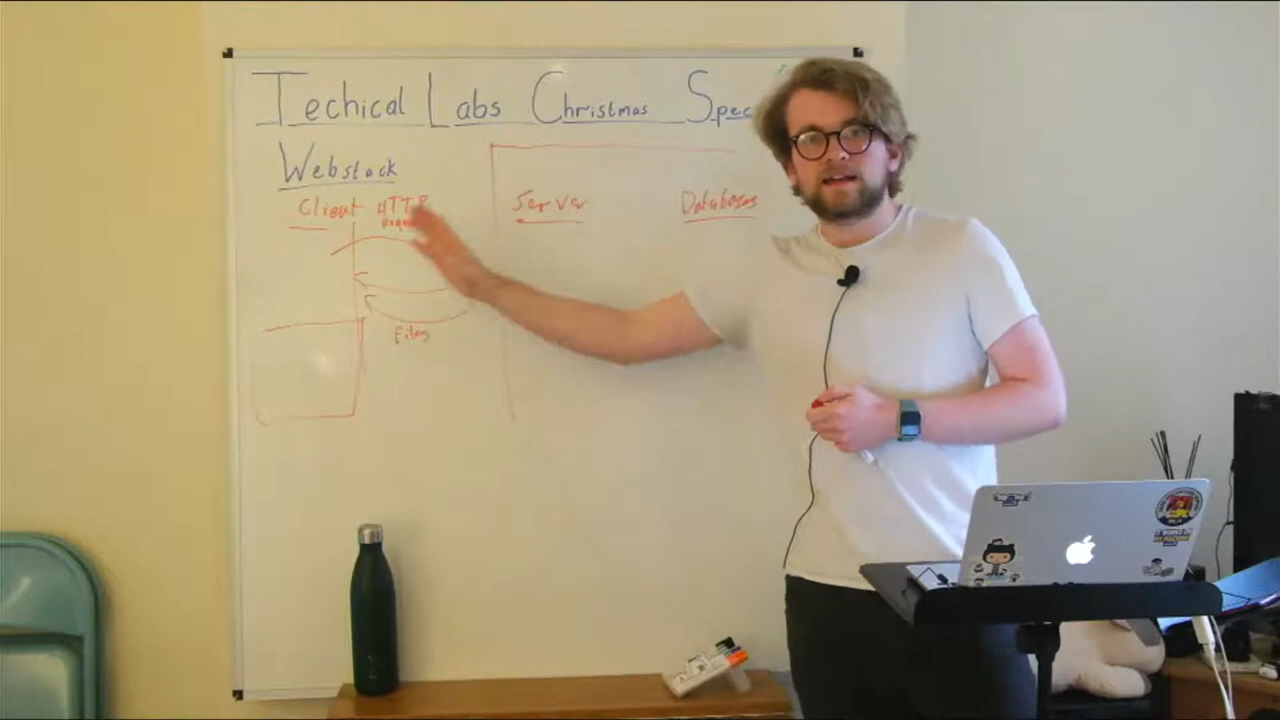 Techical Labs Christmas Spec
Webstack
Client HTTP Server Databases
Files